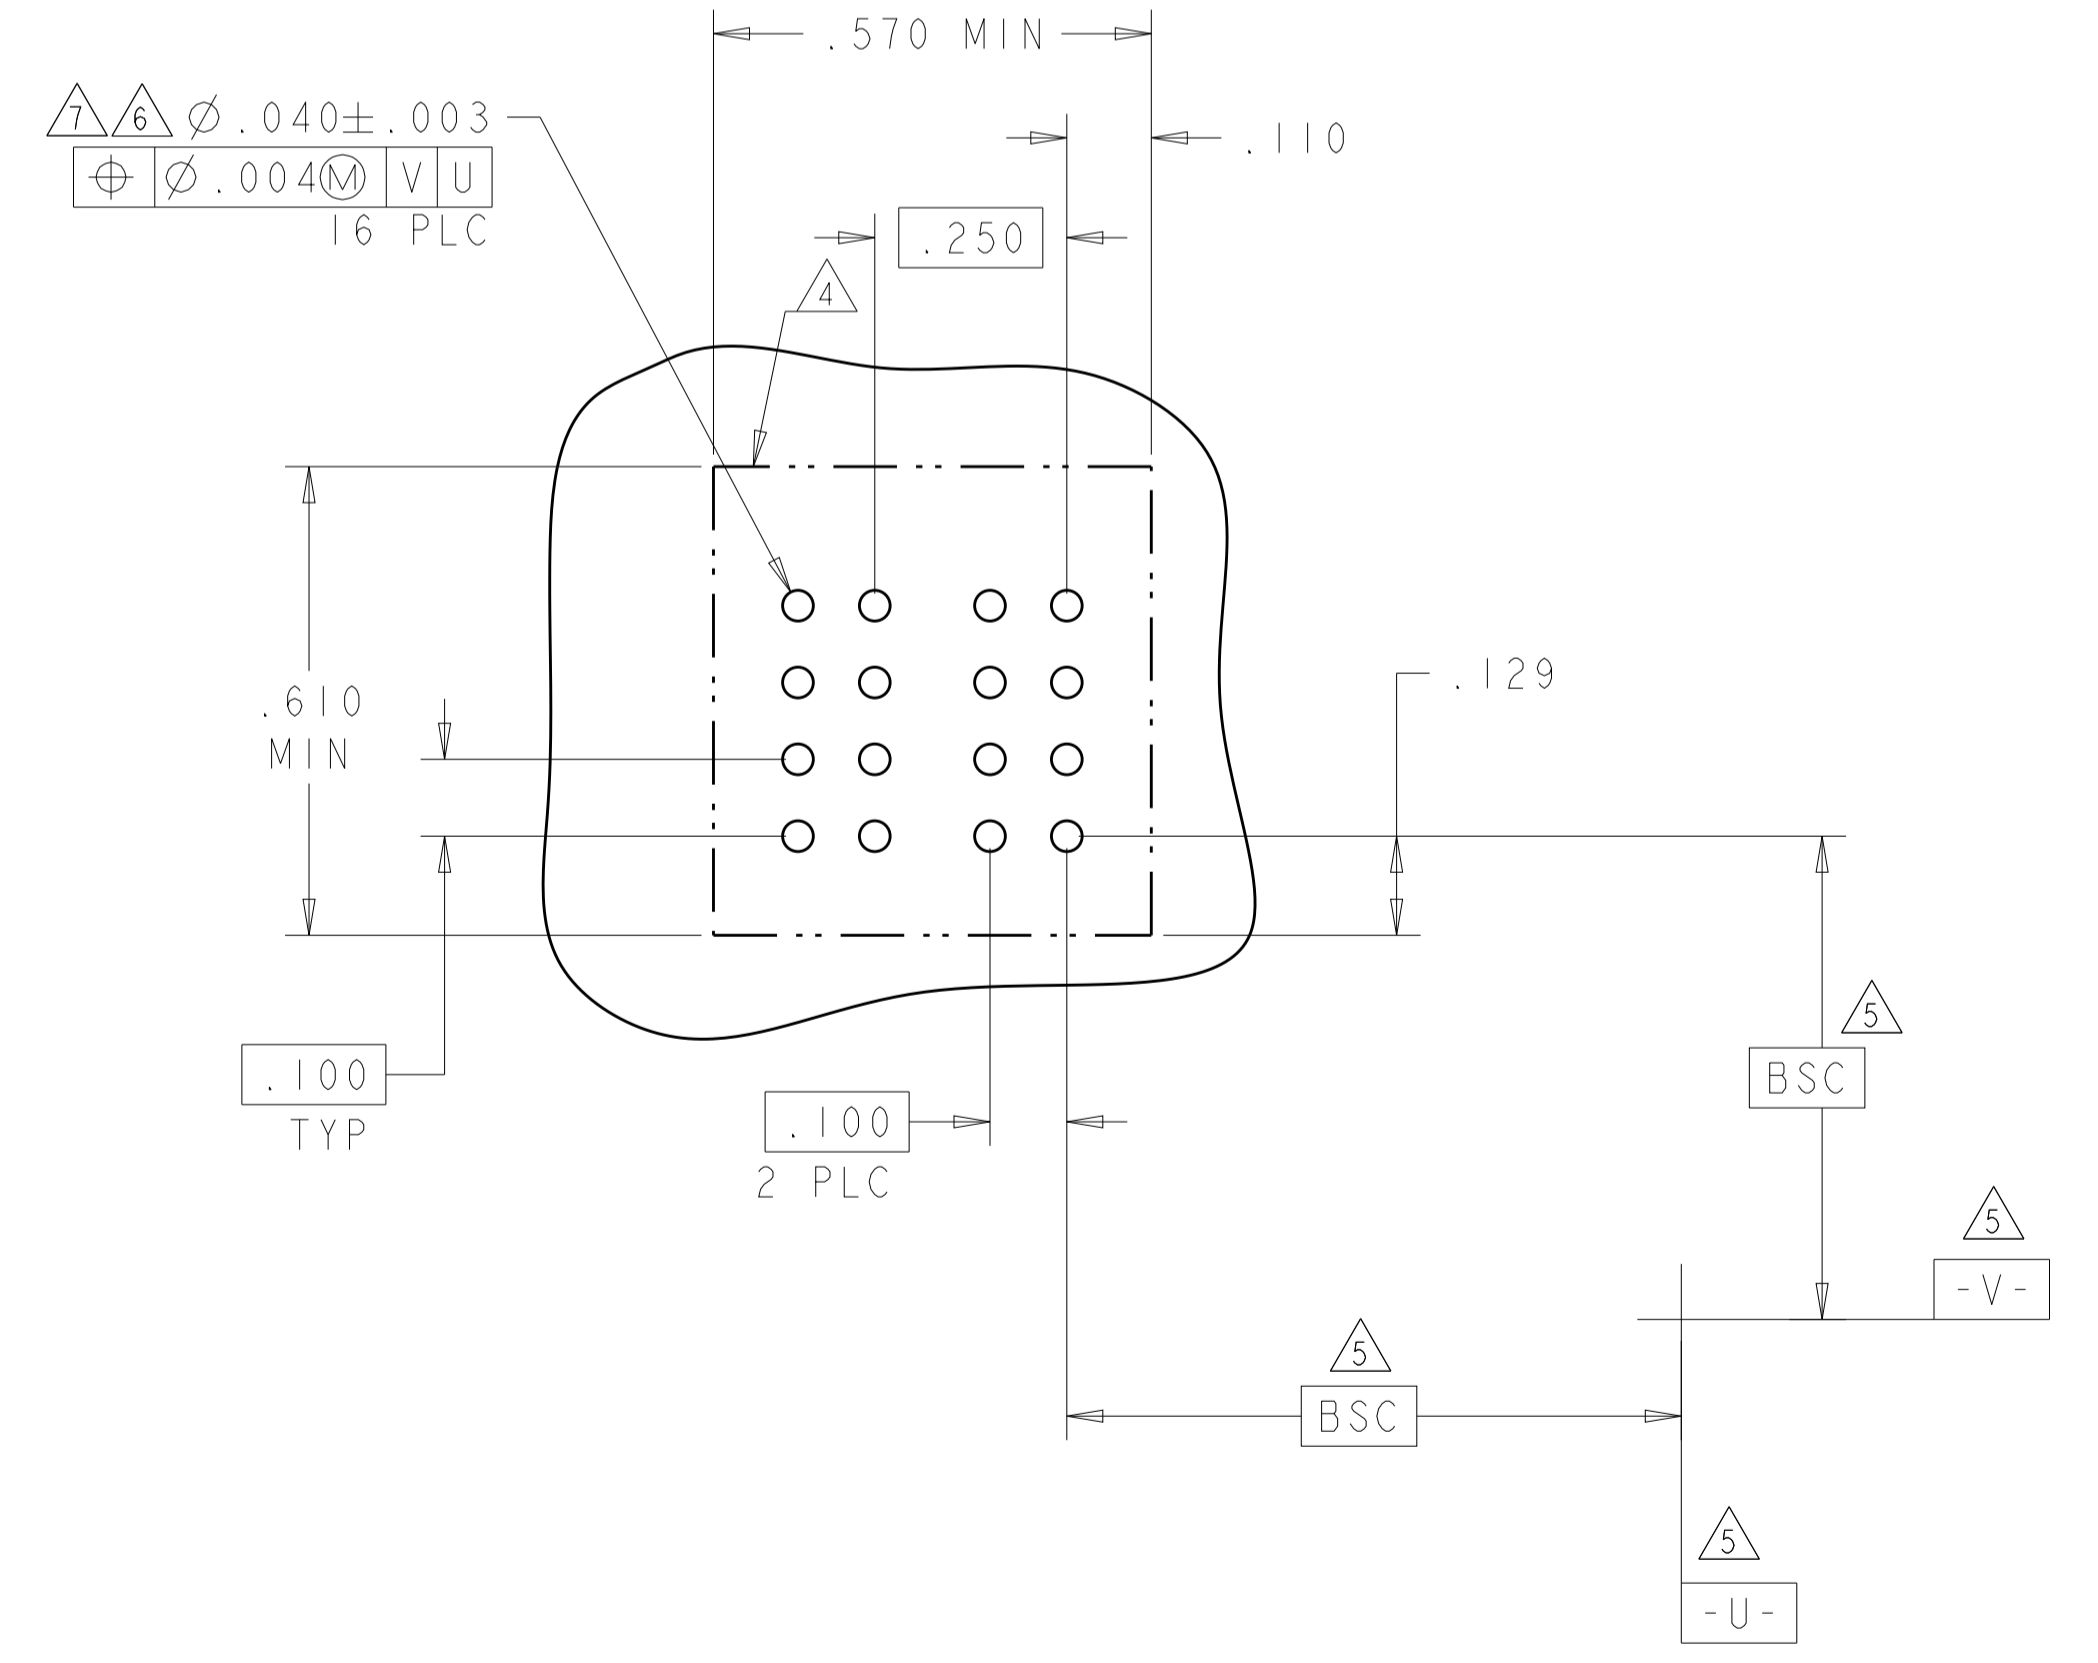 .570 MIN
7 6 Ø.040±.003
.110
⌖ Ø.004Ⓜ V U
16 PLC
.250
4
.129
.610
MIN
5
.100
BSC
TYP
.100
2 PLC
5
-V-
5
BSC
5
-U-